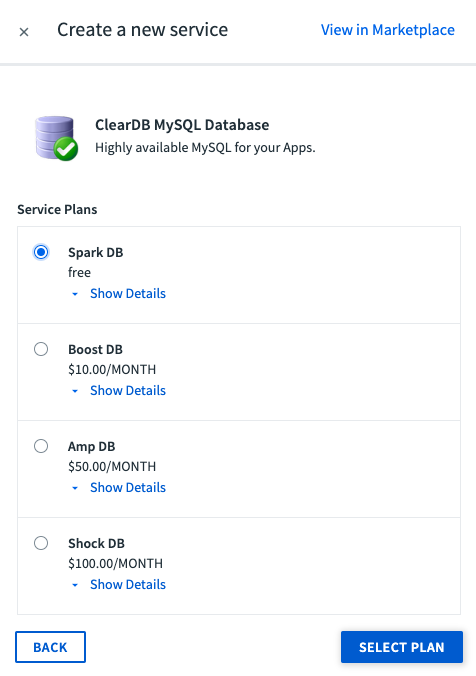 × Create a new service View in Marketplace
ClearDB MySQL Database
Highly available MySQL for your Apps.
Service Plans
Spark DB
free
Show Details
Boost DB
$10.00/MONTH
Show Details
Amp DB
$50.00/MONTH
Show Details
Shock DB
$100.00/MONTH
Show Details
BACK SELECT PLAN